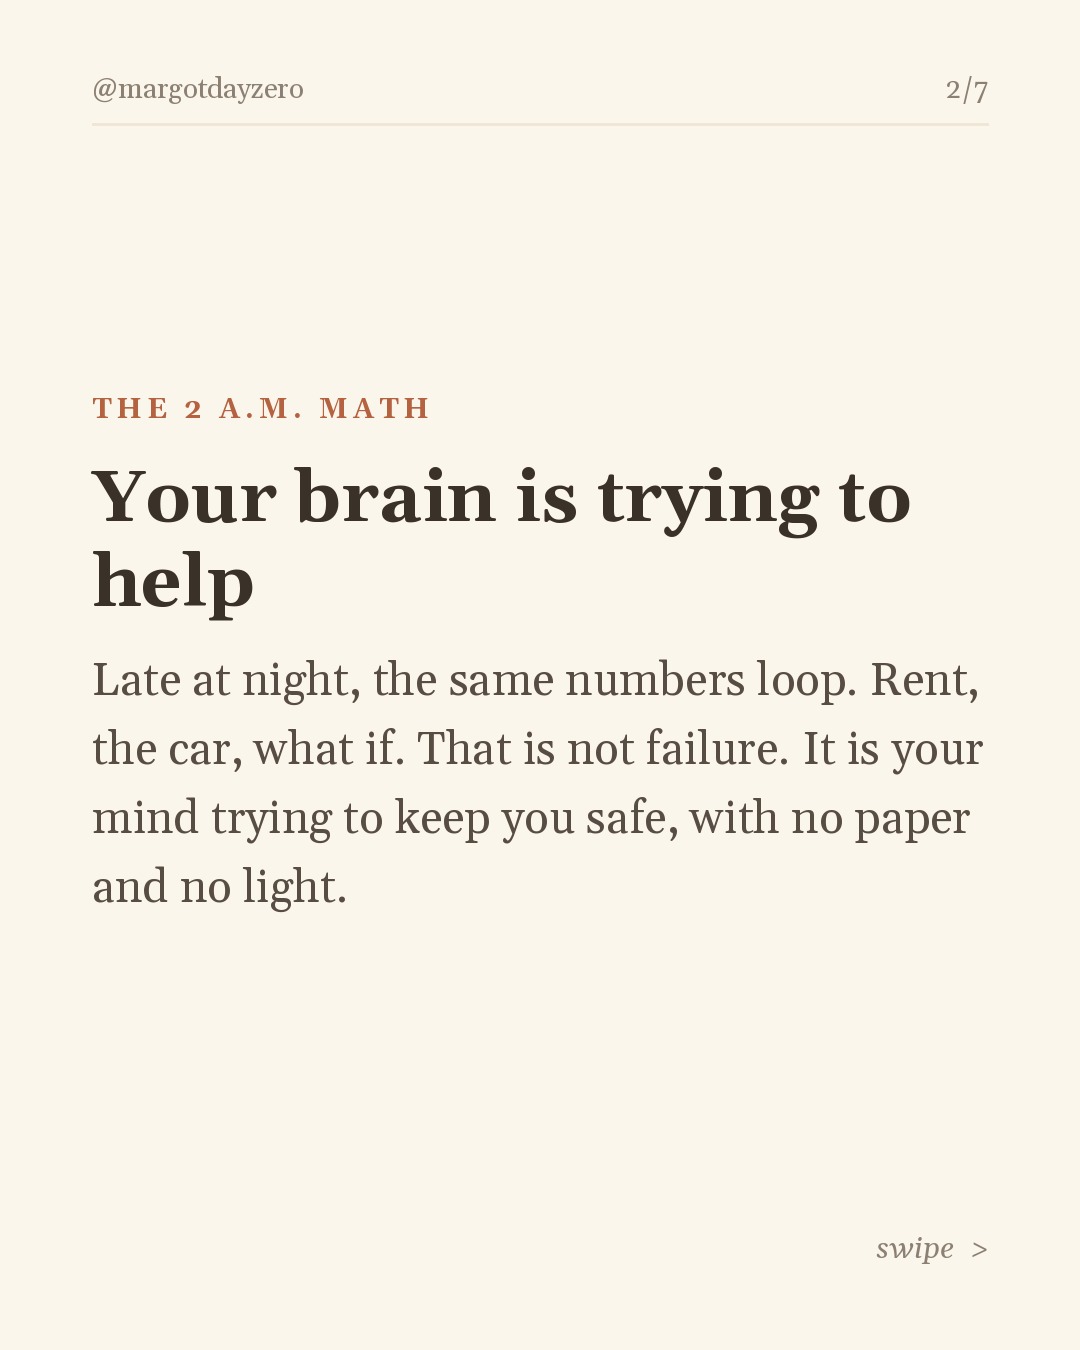 @margotdayzero
2/7
THE 2 A.M. MATH
Your brain is trying to
help
Late at night, the same numbers loop. Rent,
the car, what if. That is not failure. It is your
mind trying to keep you safe, with no paper
and no light.
swipe >